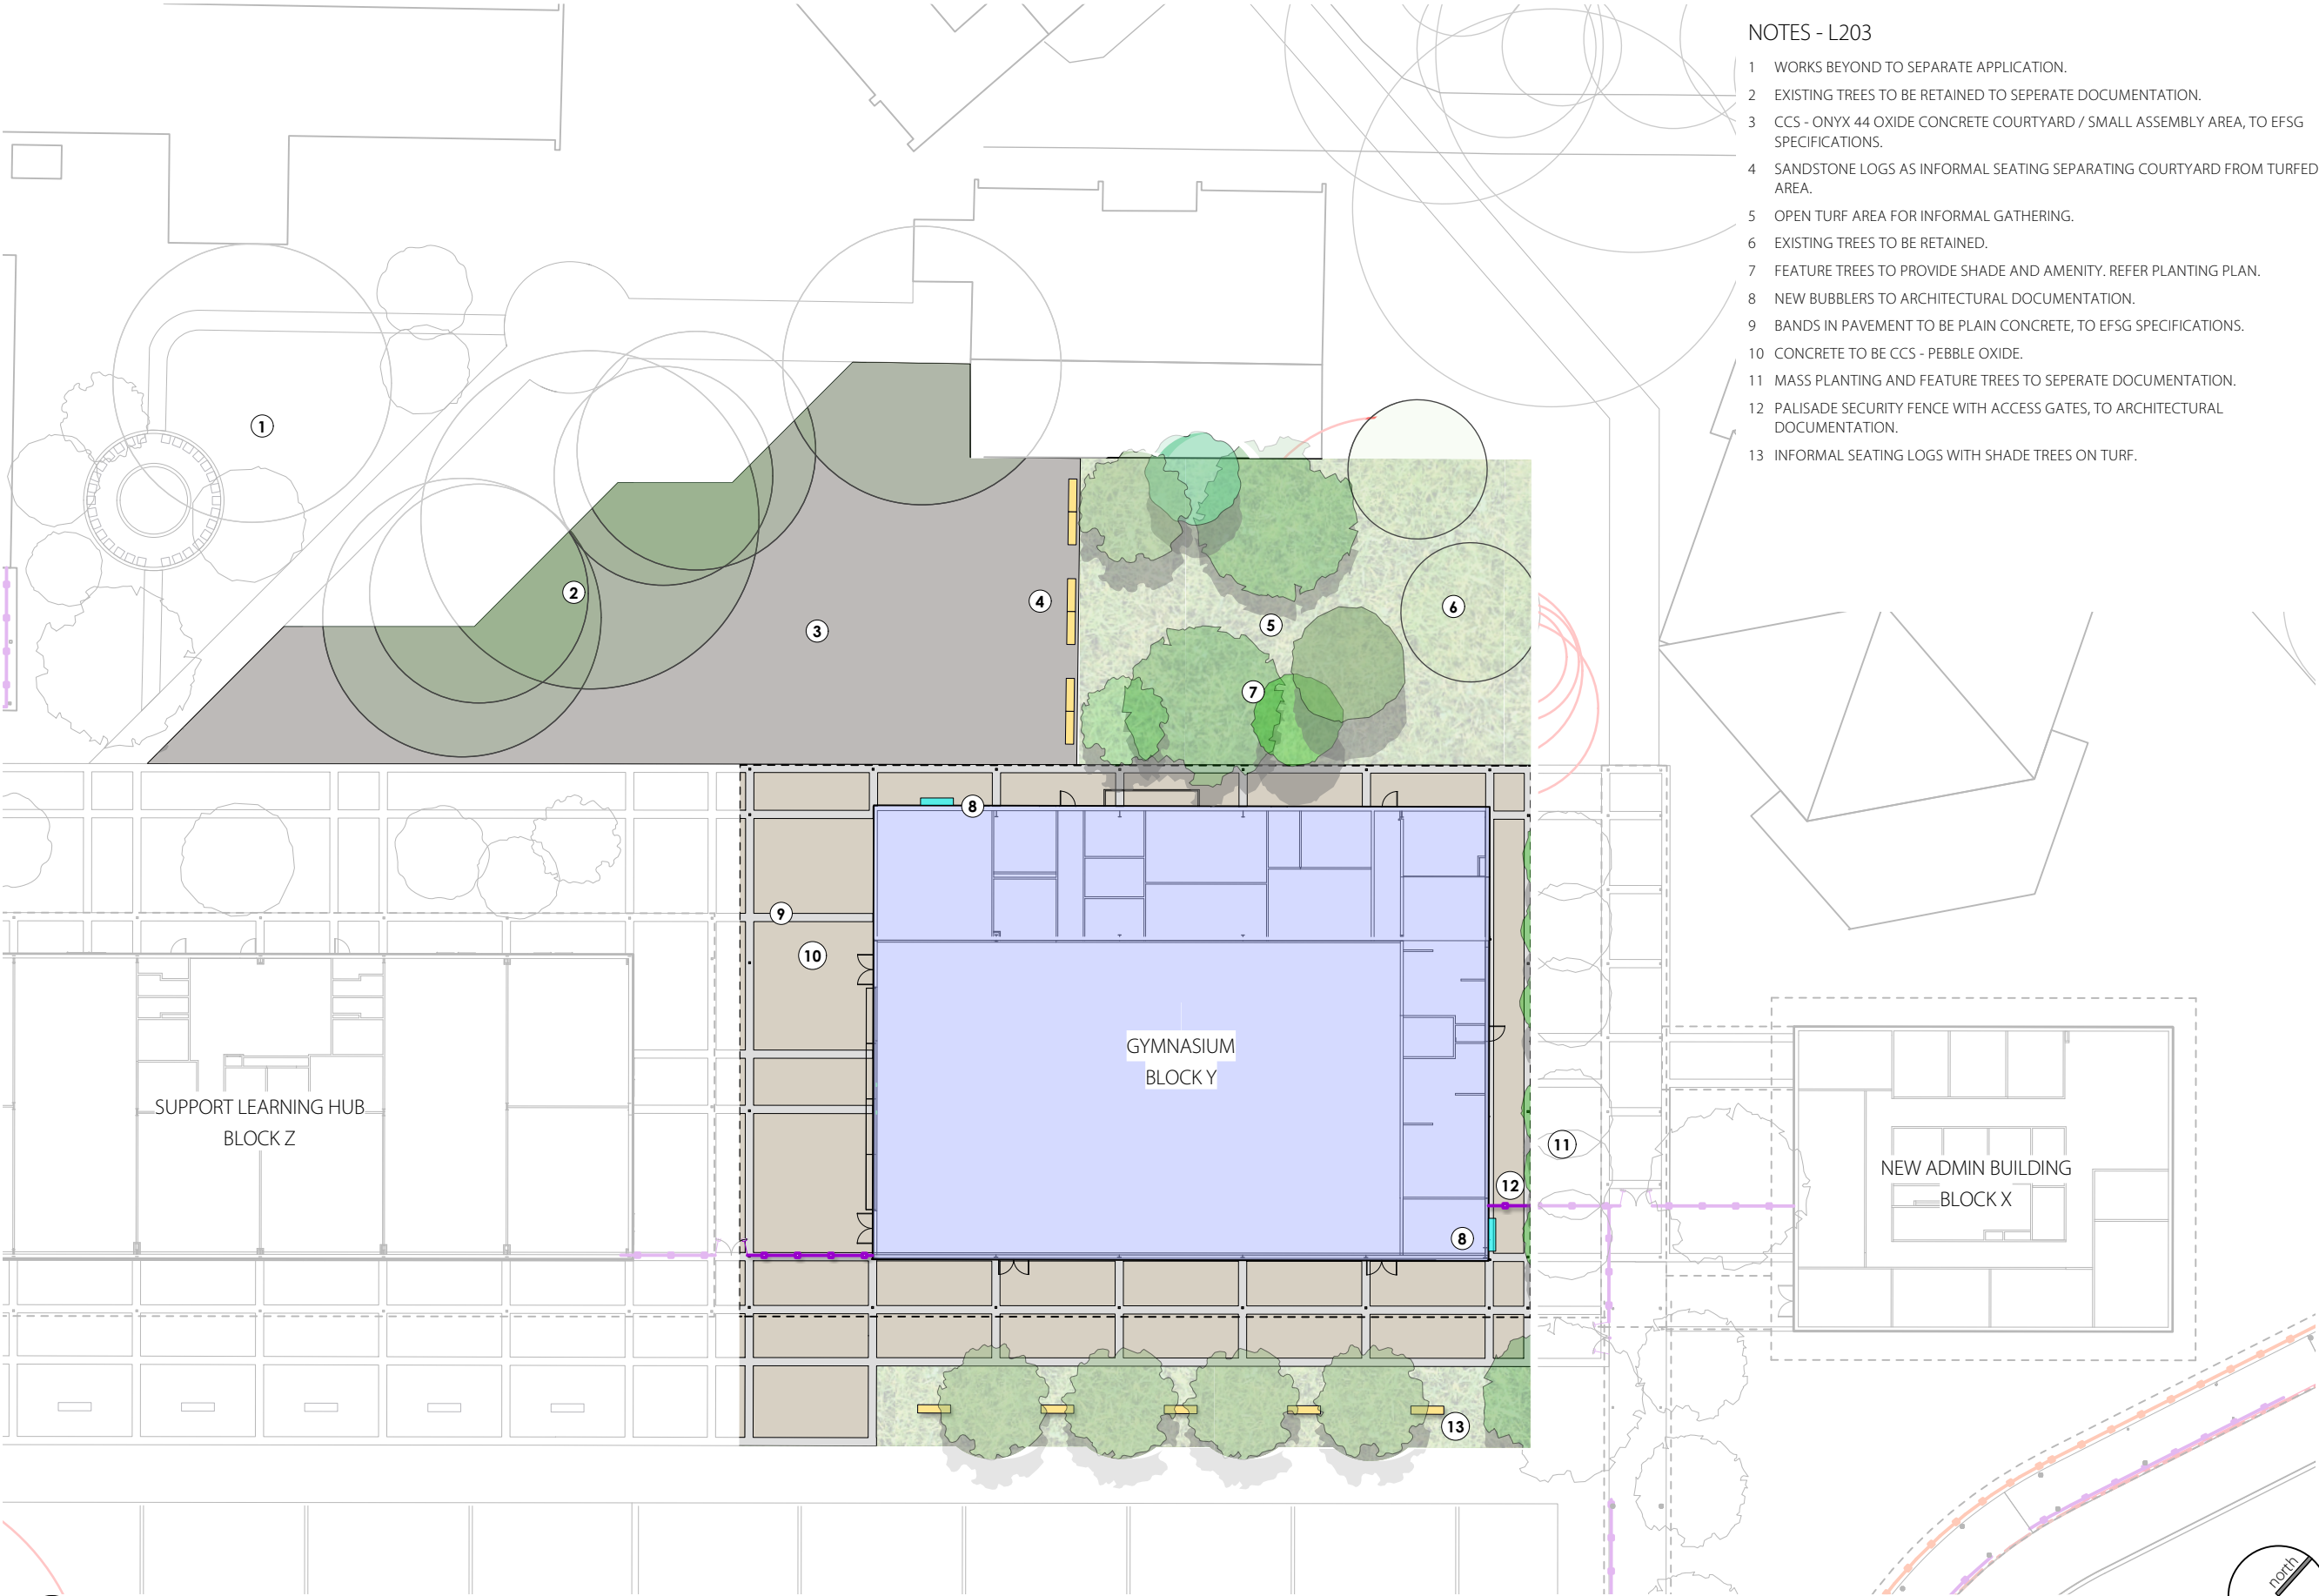 NOTES - L203
1 WORKS BEYOND TO SEPARATE APPLICATION.
2 EXISTING TREES TO BE RETAINED TO SEPERATE DOCUMENTATION.
3 CCS - ONYX 44 OXIDE CONCRETE COURTYARD / SMALL ASSEMBLY AREA, TO EFSG
SPECIFICATIONS.
4 SANDSTONE LOGS AS INFORMAL SEATING SEPARATING COURTYARD FROM TURFED
AREA.
5 OPEN TURF AREA FOR INFORMAL GATHERING.
6 EXISTING TREES TO BE RETAINED.
7 FEATURE TREES TO PROVIDE SHADE AND AMENITY. REFER PLANTING PLAN.
8 NEW BUBBLERS TO ARCHITECTURAL DOCUMENTATION.
9 BANDS IN PAVEMENT TO BE PLAIN CONCRETE, TO EFSG SPECIFICATIONS.
10 CONCRETE TO BE CCS - PEBBLE OXIDE.
11 MASS PLANTING AND FEATURE TREES TO SEPERATE DOCUMENTATION.
12 PALISADE SECURITY FENCE WITH ACCESS GATES, TO ARCHITECTURAL
DOCUMENTATION.
13 INFORMAL SEATING LOGS WITH SHADE TREES ON TURF.
1
2
3
4
5
6
7
8
9
10
GYMNASIUM
BLOCK Y
SUPPORT LEARNING HUB
BLOCK Z
11
12
NEW ADMIN BUILDING
BLOCK X
8
13
north